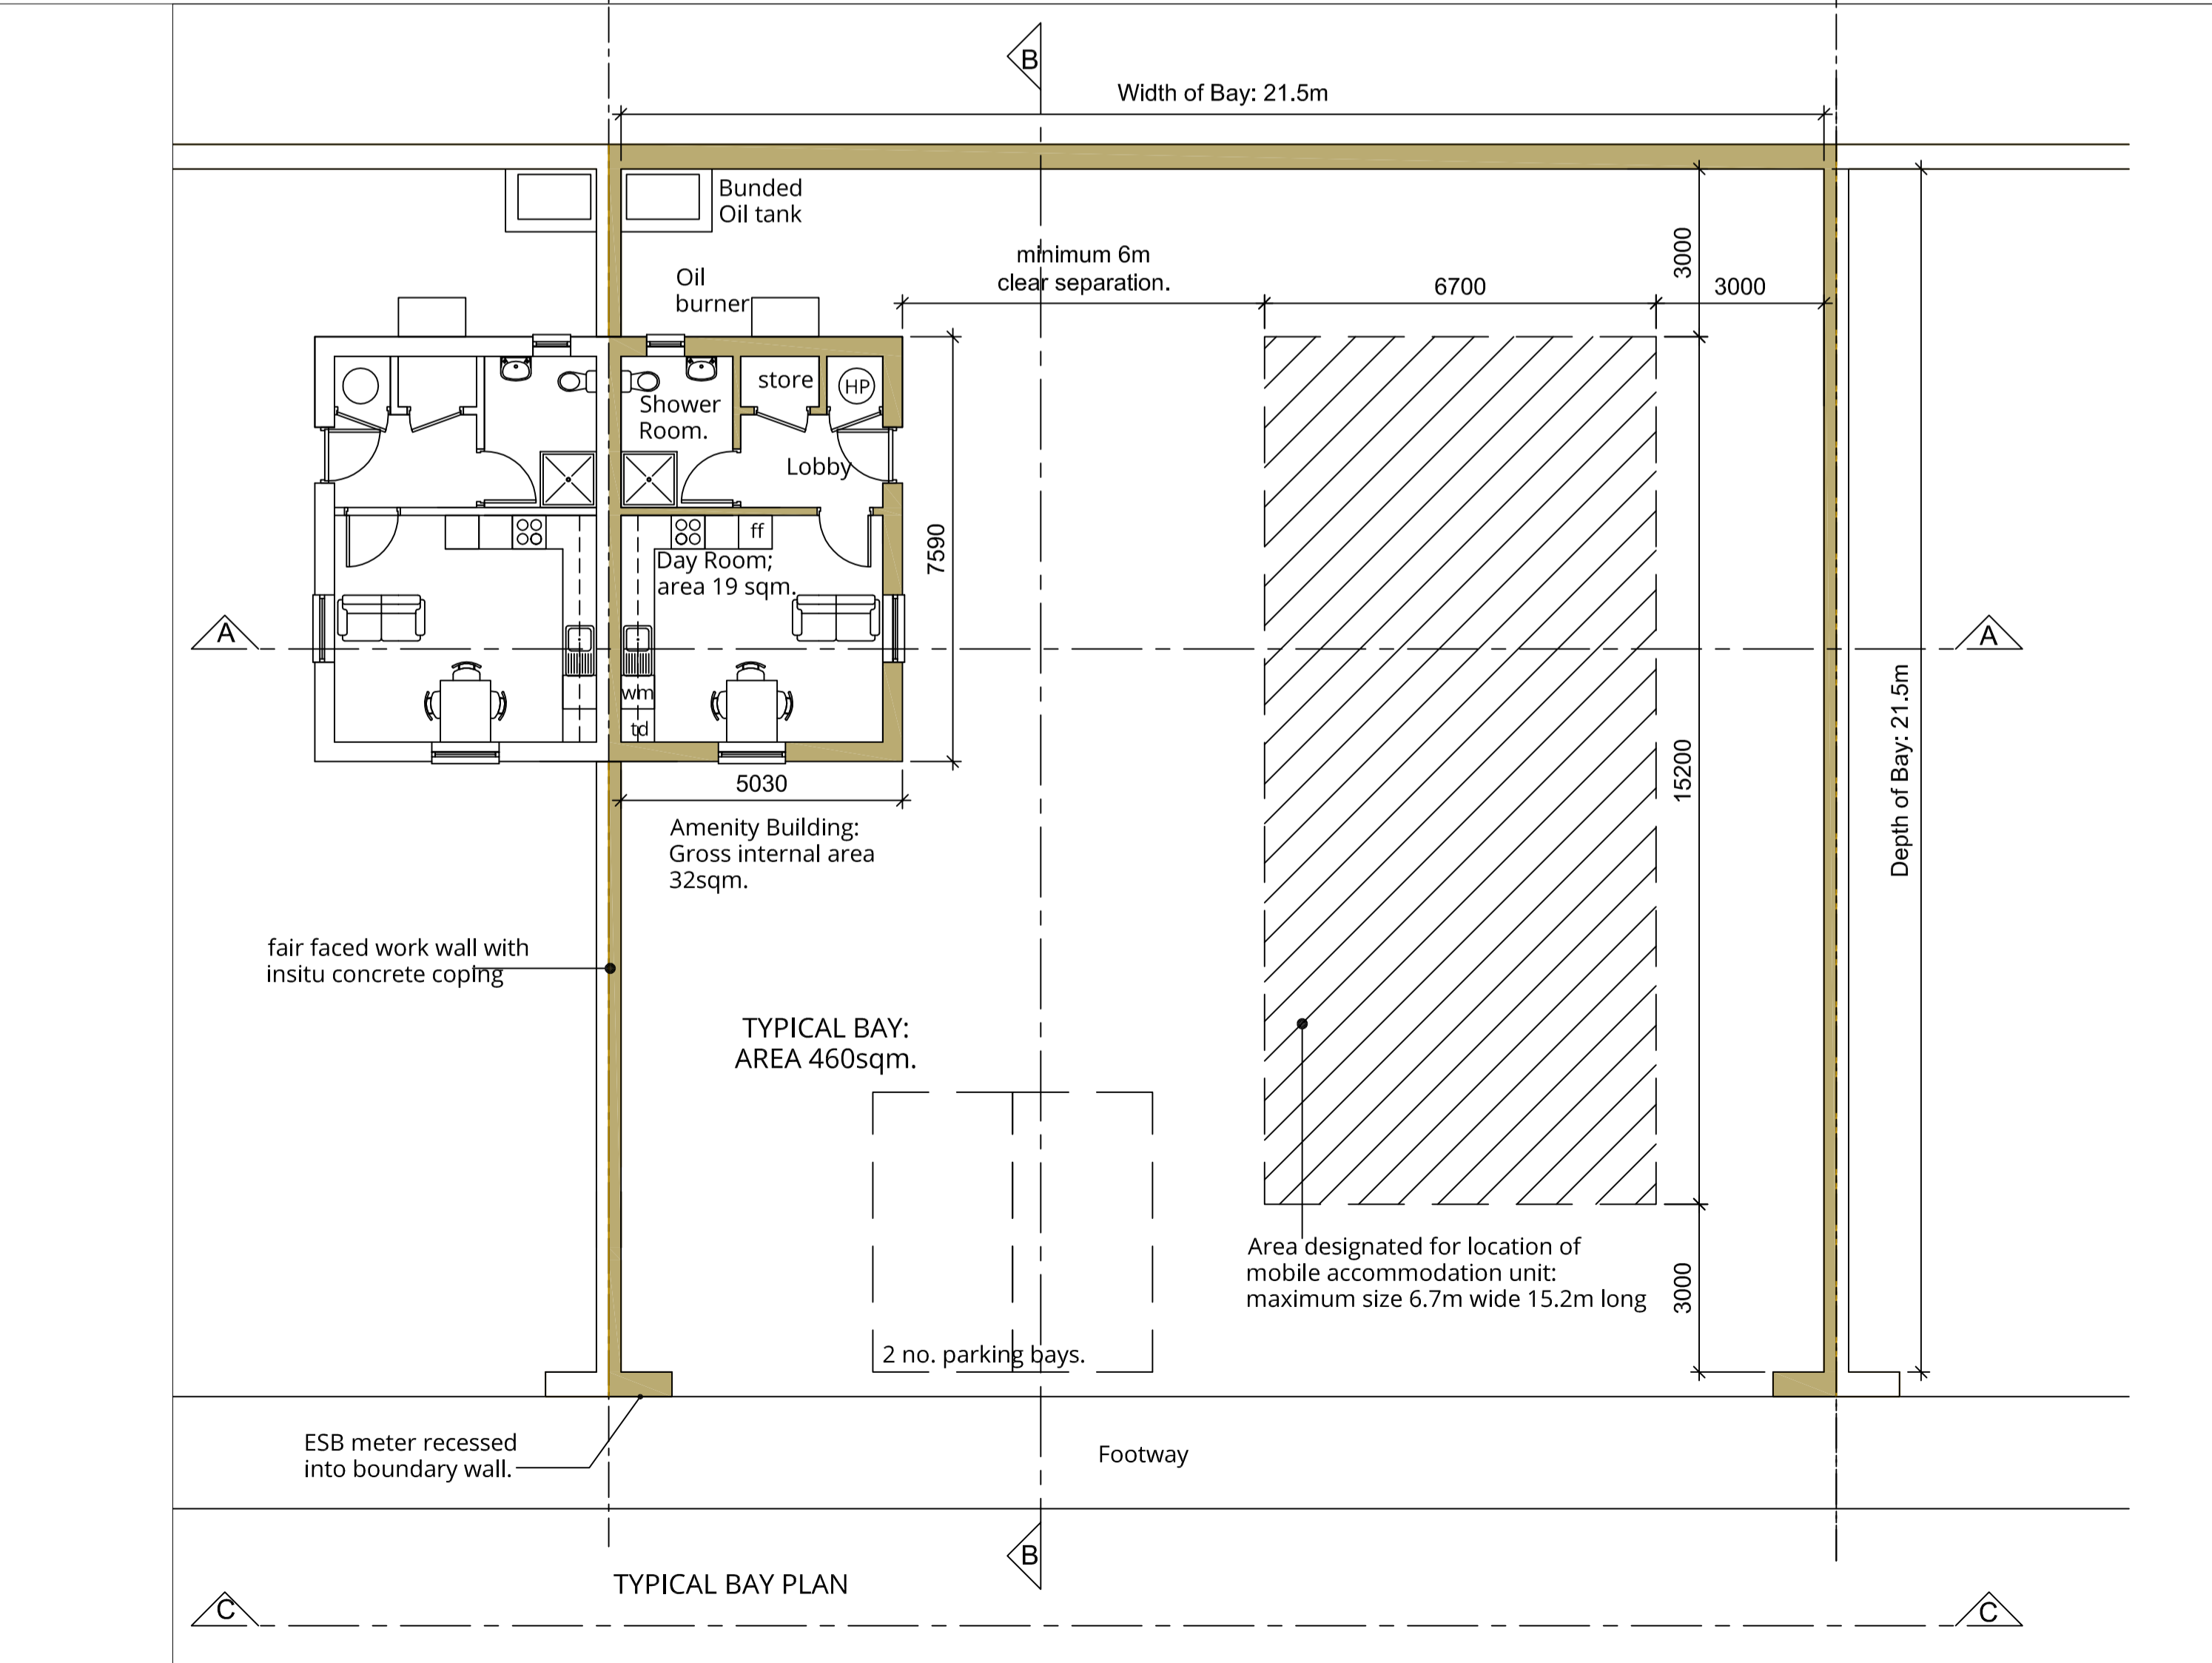 B
Width of Bay: 21.5m
Bunded
Oil tank
Oil
burner
minimum 6m
clear separation.
6700
3000
3000
store
HP
Shower
Room.
Lobby
ff
Day Room;
area 19 sqm.
7590
A
A
wm
td
5030
15200
Depth of Bay: 21.5m
Amenity Building:
Gross internal area
32sqm.
fair faced work wall with
insitu concrete coping
TYPICAL BAY:
AREA 460sqm.
Area designated for location of
mobile accommodation unit:
maximum size 6.7m wide 15.2m long
3000
2 no. parking bays.
ESB meter recessed
into boundary wall.
Footway
B
TYPICAL BAY PLAN
C
C